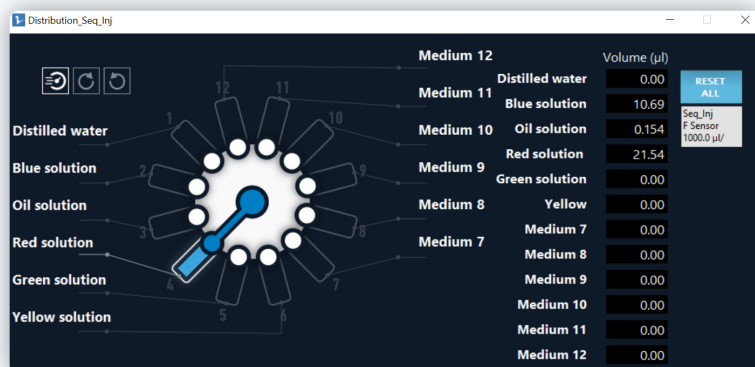 Distribution_Seq_Inj
Distilled water
Blue solution
Oil solution
Red solution
Green solution
Yellow solution
12
11
1
10
2
9
3
8
4
7
5
6
Medium 12
Medium 11
Medium 10
Medium 9
Medium 8
Medium 7
Volume (µl)
Distilled water 0.00
Blue solution 10.69
Oil solution 0.154
Red solution 21.54
Green solution 0.00
Yellow 0.00
Medium 7 0.00
Medium 8 0.00
Medium 9 0.00
Medium 10 0.00
Medium 11 0.00
Medium 12 0.00
RESET
ALL
Seq_Inj
F Sensor
1000.0 µl/